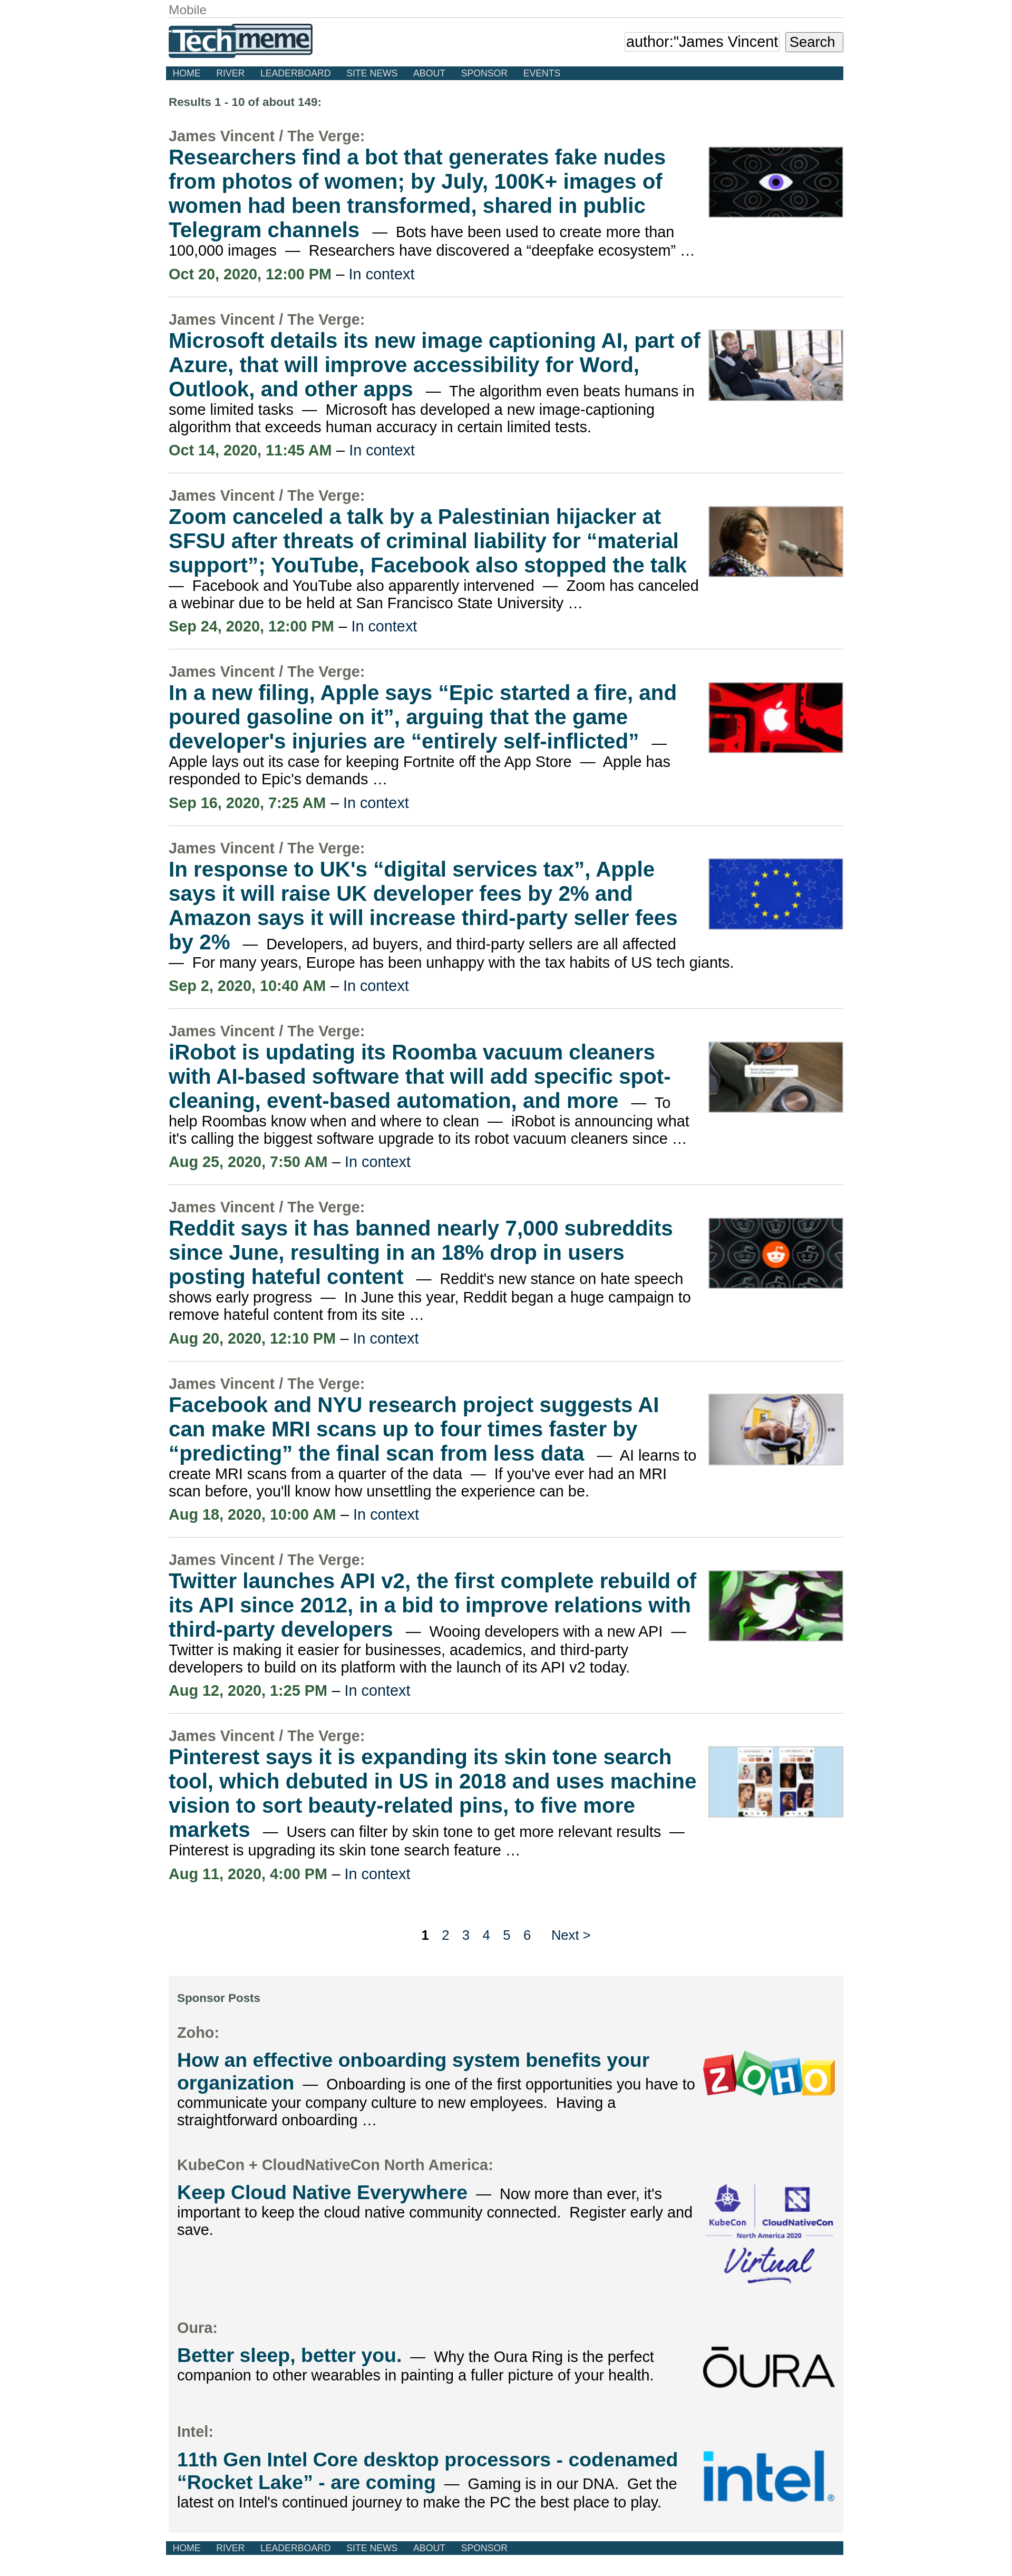 Mobile
Techmeme
author:"James Vincent
Search
HOME RIVER LEADERBOARD SITE NEWS ABOUT SPONSOR EVENTS
Results 1 - 10 of about 149:
James Vincent / The Verge:
Researchers find a bot that generates fake nudes
from photos of women; by July, 100K+ images of
women had been transformed, shared in public
Telegram channels — Bots have been used to create more than
100,000 images — Researchers have discovered a “deepfake ecosystem” …
Oct 20, 2020, 12:00 PM – In context
James Vincent / The Verge:
Microsoft details its new image captioning AI, part of
Azure, that will improve accessibility for Word,
Outlook, and other apps — The algorithm even beats humans in
some limited tasks — Microsoft has developed a new image-captioning
algorithm that exceeds human accuracy in certain limited tests.
Oct 14, 2020, 11:45 AM – In context
James Vincent / The Verge:
Zoom canceled a talk by a Palestinian hijacker at
SFSU after threats of criminal liability for “material
support”; YouTube, Facebook also stopped the talk
— Facebook and YouTube also apparently intervened — Zoom has canceled
a webinar due to be held at San Francisco State University …
Sep 24, 2020, 12:00 PM – In context
James Vincent / The Verge:
In a new filing, Apple says “Epic started a fire, and
poured gasoline on it”, arguing that the game
developer's injuries are “entirely self-inflicted” —
Apple lays out its case for keeping Fortnite off the App Store — Apple has
responded to Epic's demands …
Sep 16, 2020, 7:25 AM – In context
James Vincent / The Verge:
In response to UK's “digital services tax”, Apple
says it will raise UK developer fees by 2% and
Amazon says it will increase third-party seller fees
by 2% — Developers, ad buyers, and third-party sellers are all affected
— For many years, Europe has been unhappy with the tax habits of US tech giants.
Sep 2, 2020, 10:40 AM – In context
James Vincent / The Verge:
iRobot is updating its Roomba vacuum cleaners
with AI-based software that will add specific spot-
cleaning, event-based automation, and more — To
help Roombas know when and where to clean — iRobot is announcing what
it's calling the biggest software upgrade to its robot vacuum cleaners since …
Aug 25, 2020, 7:50 AM – In context
James Vincent / The Verge:
Reddit says it has banned nearly 7,000 subreddits
since June, resulting in an 18% drop in users
posting hateful content — Reddit's new stance on hate speech
shows early progress — In June this year, Reddit began a huge campaign to
remove hateful content from its site …
Aug 20, 2020, 12:10 PM – In context
James Vincent / The Verge:
Facebook and NYU research project suggests AI
can make MRI scans up to four times faster by
“predicting” the final scan from less data — AI learns to
create MRI scans from a quarter of the data — If you've ever had an MRI
scan before, you'll know how unsettling the experience can be.
Aug 18, 2020, 10:00 AM – In context
James Vincent / The Verge:
Twitter launches API v2, the first complete rebuild of
its API since 2012, in a bid to improve relations with
third-party developers — Wooing developers with a new API —
Twitter is making it easier for businesses, academics, and third-party
developers to build on its platform with the launch of its API v2 today.
Aug 12, 2020, 1:25 PM – In context
James Vincent / The Verge:
Pinterest says it is expanding its skin tone search
tool, which debuted in US in 2018 and uses machine
vision to sort beauty-related pins, to five more
markets — Users can filter by skin tone to get more relevant results —
Pinterest is upgrading its skin tone search feature …
Aug 11, 2020, 4:00 PM – In context
1 2 3 4 5 6 Next >
Sponsor Posts
Zoho:
How an effective onboarding system benefits your
organization — Onboarding is one of the first opportunities you have to
communicate your company culture to new employees. Having a
straightforward onboarding …
ZOHO
KubeCon + CloudNativeCon North America:
Keep Cloud Native Everywhere — Now more than ever, it's
important to keep the cloud native community connected. Register early and
save.
KubeCon CloudNativeCon
North America 2020
Virtual
Oura:
Better sleep, better you. — Why the Oura Ring is the perfect
companion to other wearables in painting a fuller picture of your health.
ŌURA
Intel:
11th Gen Intel Core desktop processors - codenamed
“Rocket Lake” - are coming — Gaming is in our DNA. Get the
latest on Intel's continued journey to make the PC the best place to play.
intel®
HOME RIVER LEADERBOARD SITE NEWS ABOUT SPONSOR